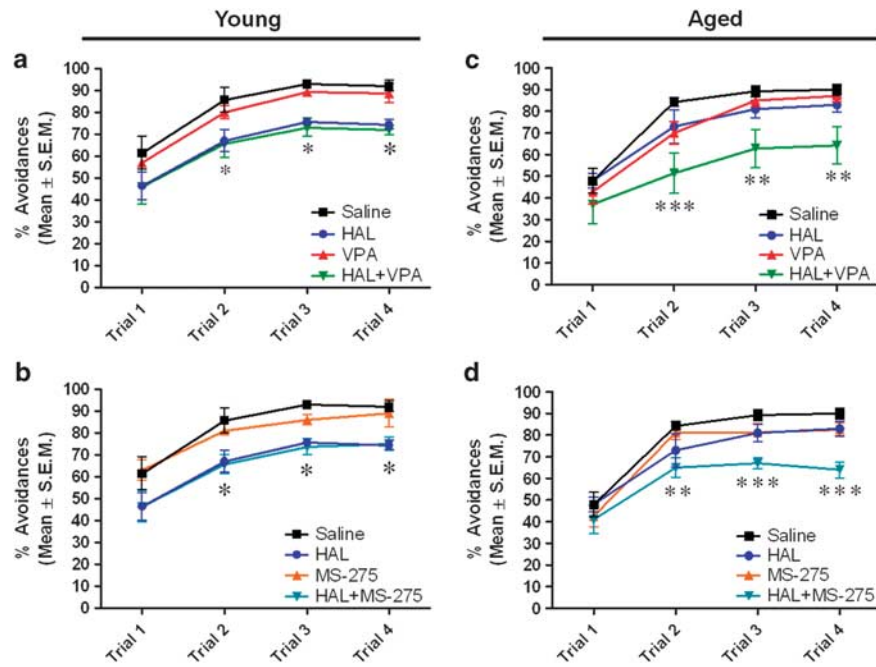 Young
Aged
a
% Avoidances
(Mean ± S.E.M.)
100
90
80
70
60
50
40
30
20
10
0
*
*
*
Saline
HAL
VPA
HAL+VPA
Trial 1
Trial 2
Trial 3
Trial 4
c
% Avoidances
(Mean ± S.E.M.)
100
90
80
70
60
50
40
30
20
10
0
***
**
**
Saline
HAL
VPA
HAL+VPA
Trial 1
Trial 2
Trial 3
Trial 4
b
% Avoidances
(Mean ± S.E.M.)
100
90
80
70
60
50
40
30
20
10
0
*
*
*
Saline
HAL
MS-275
HAL+MS-275
Trial 1
Trial 2
Trial 3
Trial 4
d
% Avoidances
(Mean ± S.E.M.)
100
90
80
70
60
50
40
30
20
10
0
**
***
***
Saline
HAL
MS-275
HAL+MS-275
Trial 1
Trial 2
Trial 3
Trial 4